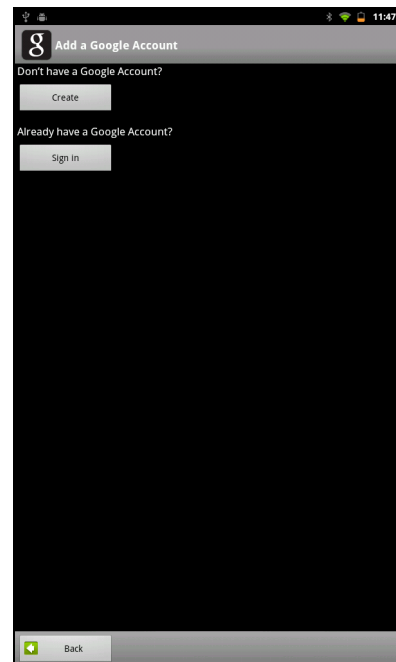 11:47
g Add a Google Account
Don't have a Google Account?
Create
Already have a Google Account?
Sign in
Back